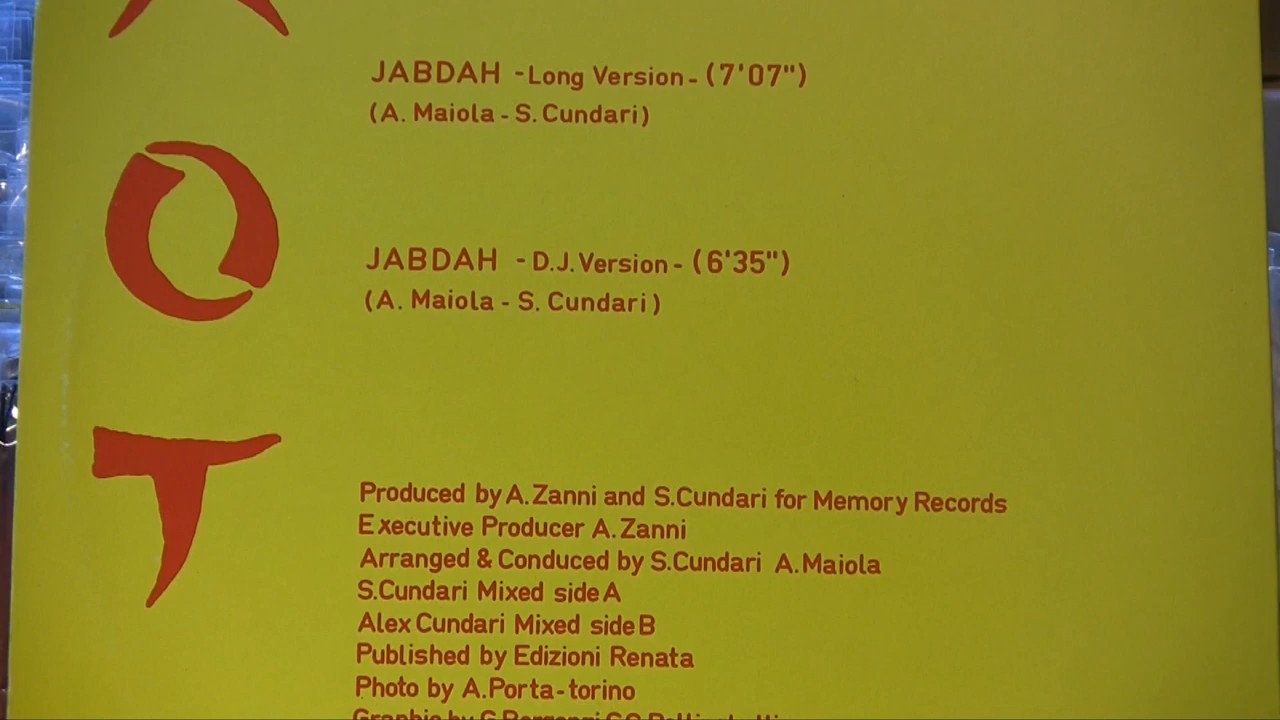 JABDAH -Long Version- (7'07")
(A. Maiola - S. Cundari)
O
JABDAH - D.J. Version - (6'35")
(A. Maiola - S. Cundari)
T
Produced by A. Zanni and S.Cundari for Memory Records
Executive Producer A. Zanni
Arranged & Conduced by S.Cundari A.Maiola
S.Cundari Mixed side A
Alex Cundari Mixed side B
Published by Edizioni Renata
Photo by A.Porta-torino
Graphic by G.